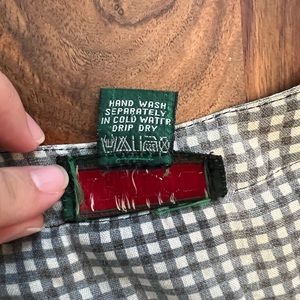 HAND WASH
SEPARATELY
IN COLD WATER
DRIP DRY